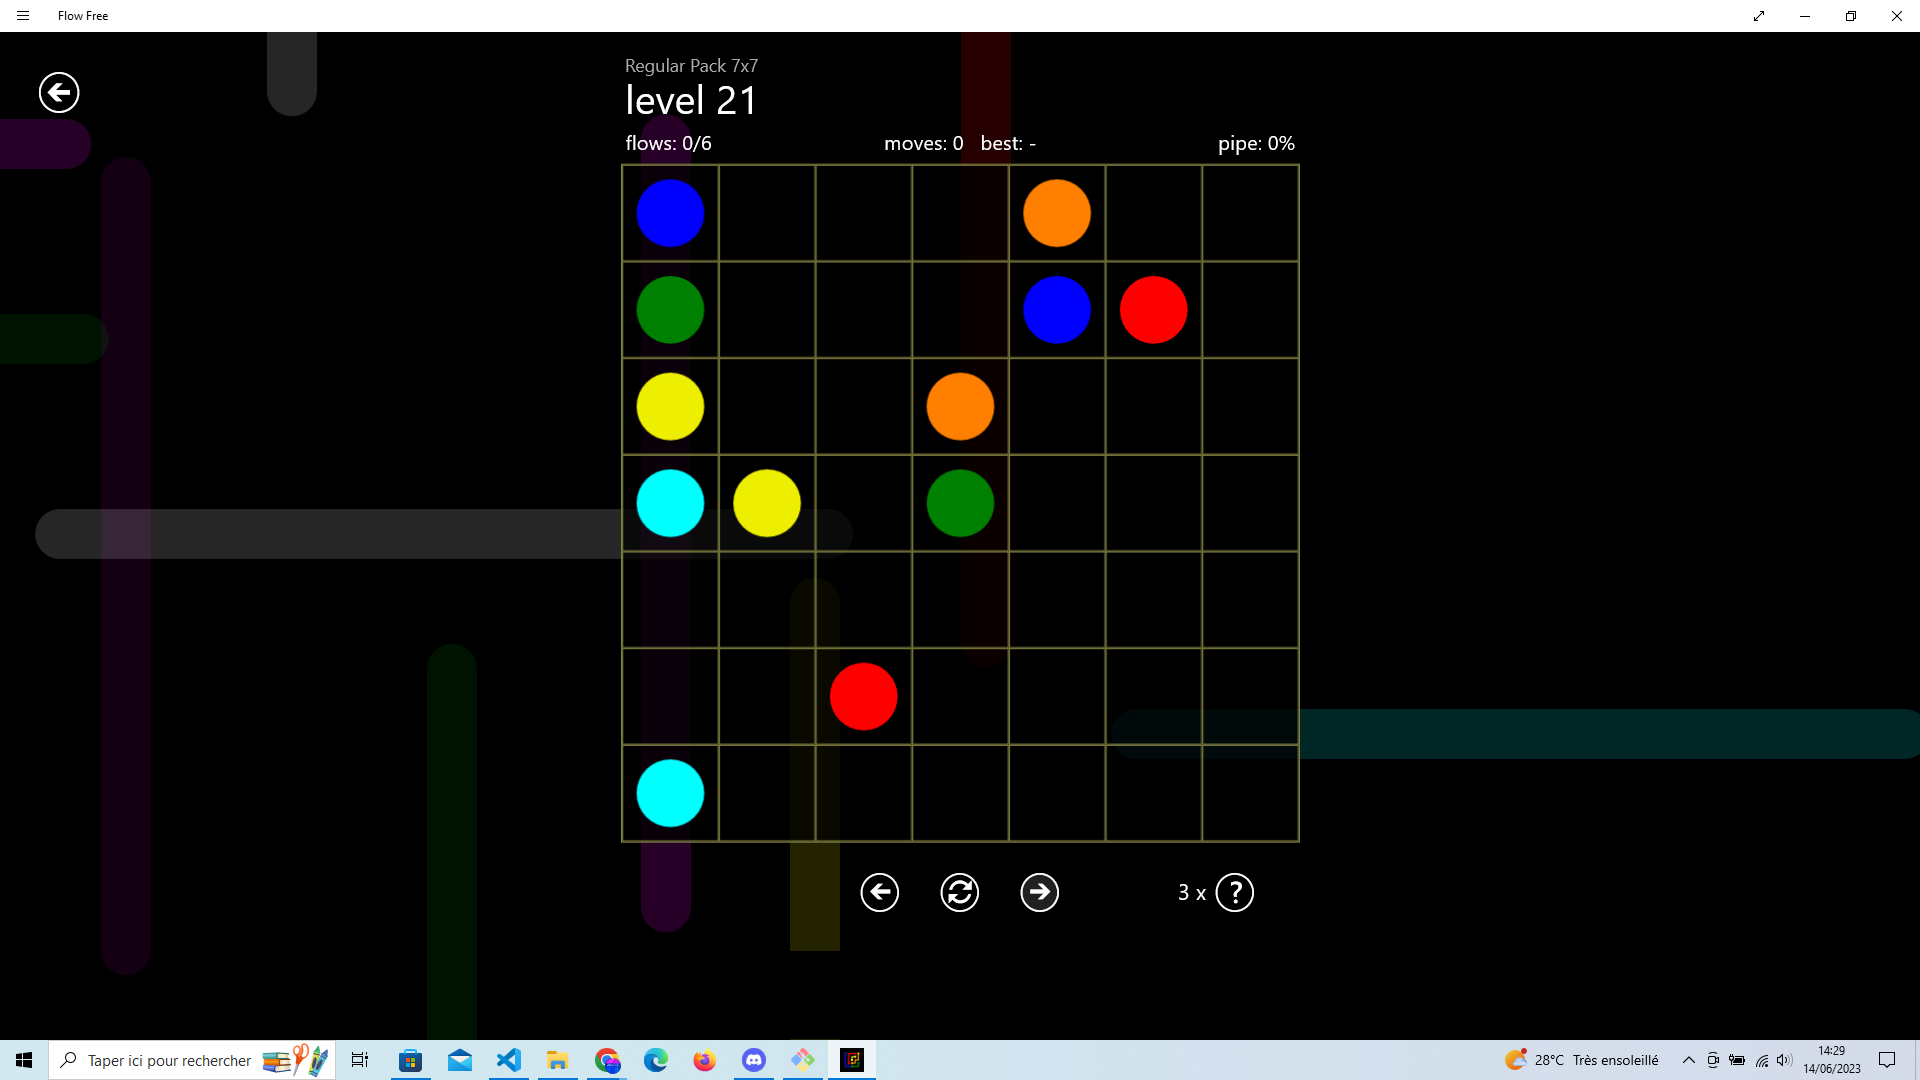 Flow Free
Regular Pack 7x7
level 21
flows: 0/6 moves: 0 best: - pipe: 0%
3 x ?
Taper ici pour rechercher
28°C Très ensoleillé
14:29
14/06/2023